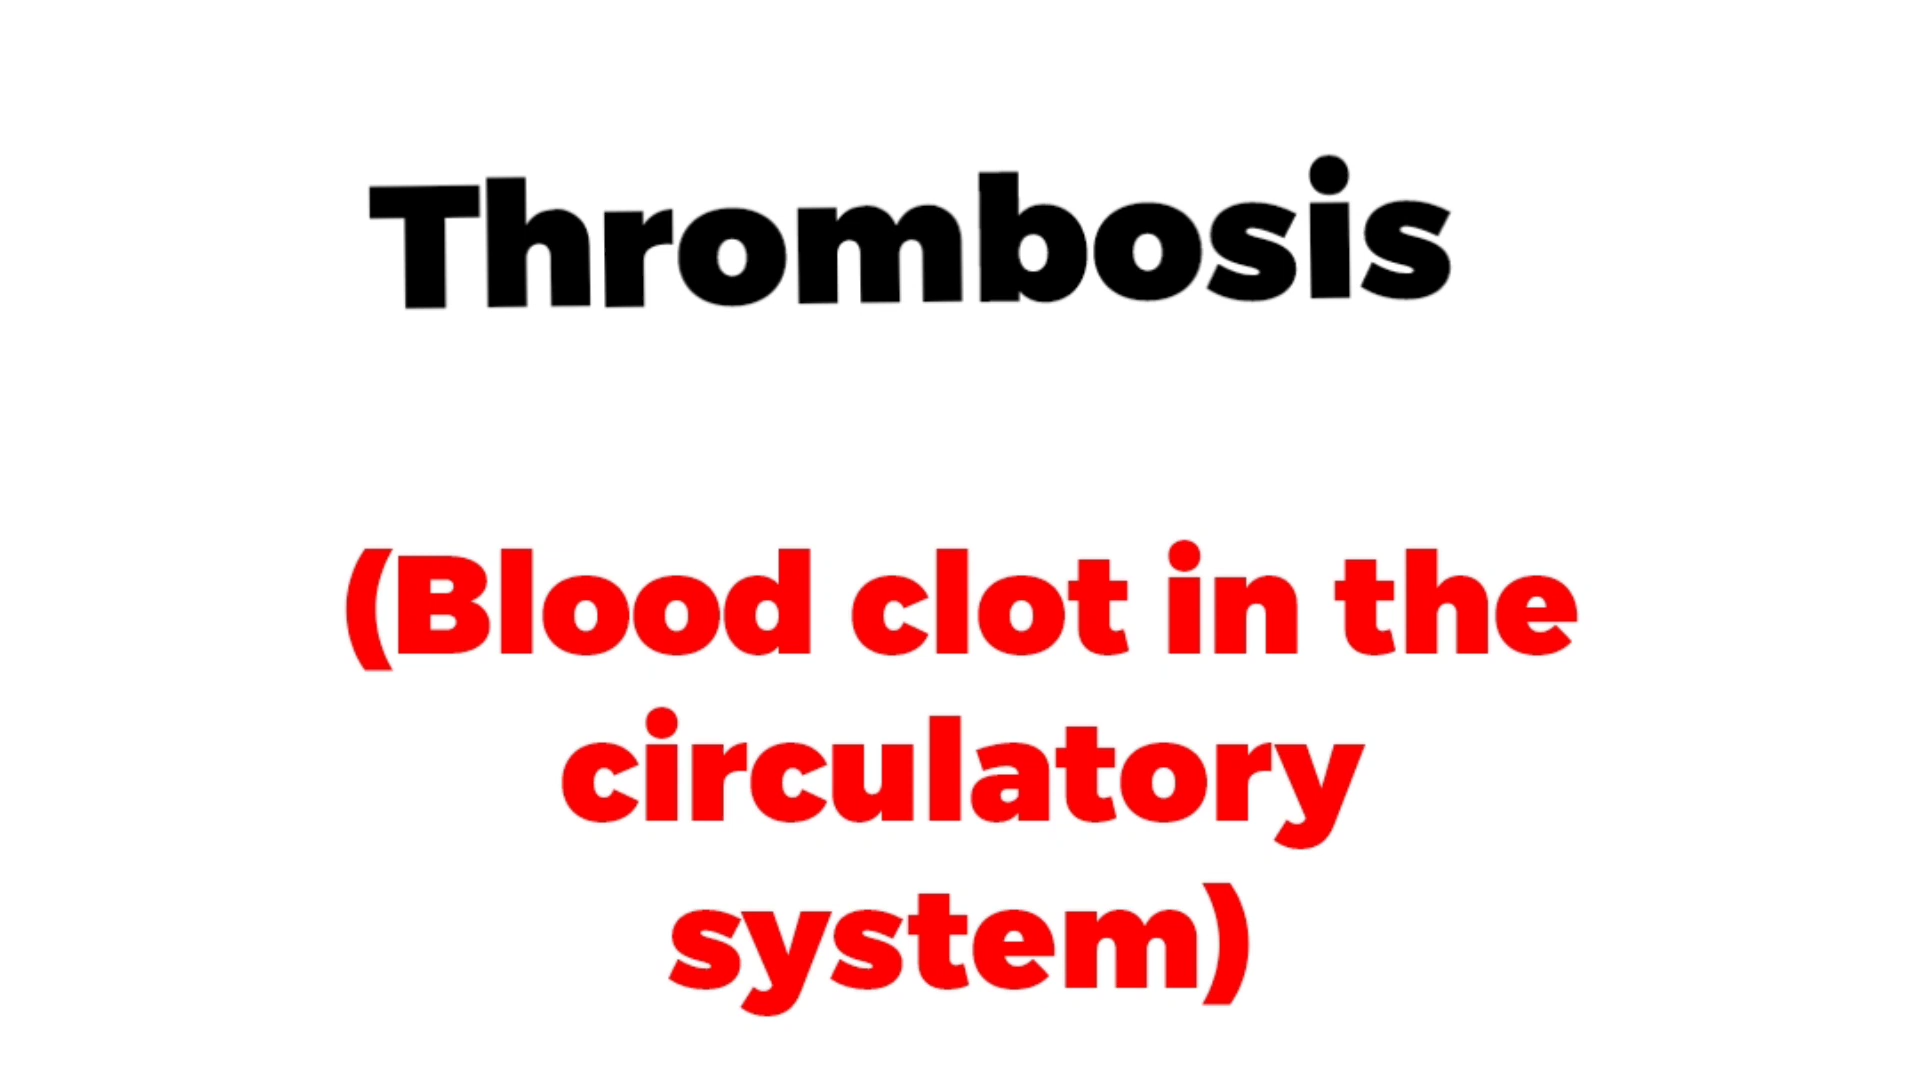 Thrombosis
(Blood clot in the
circulatory
system)